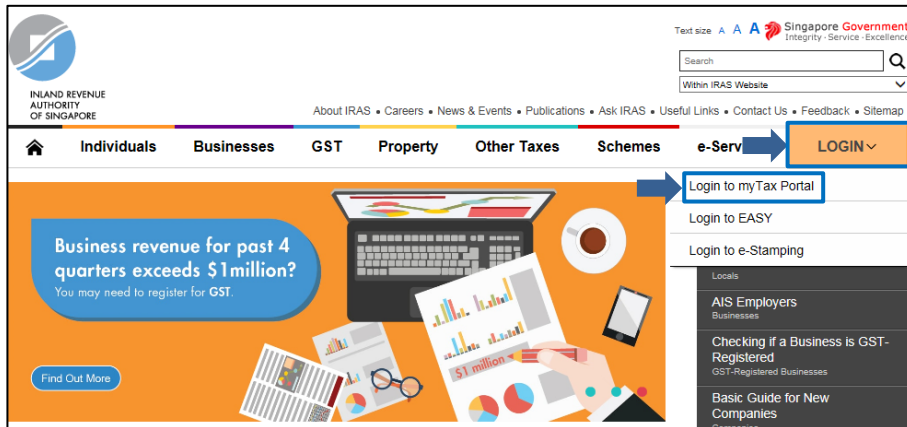 Text size A A A Singapore Government
Integrity · Service · Excellence
Search
Within IRAS Website
INLAND REVENUE
AUTHORITY
OF SINGAPORE
About IRAS ▪ Careers ▪ News & Events ▪ Publications ▪ Ask IRAS ▪ Useful Links ▪ Contact Us ▪ Feedback ▪ Sitemap
Individuals Businesses GST Property Other Taxes Schemes e-Serv LOGIN
Login to myTax Portal
Login to EASY
Login to e-Stamping
Business revenue for past 4
quarters exceeds $1million?
You may need to register for GST.
Find Out More
$1 million
Locals
AIS Employers
Businesses
Checking if a Business is GST-
Registered
GST-Registered Businesses
Basic Guide for New
Companies
Companies